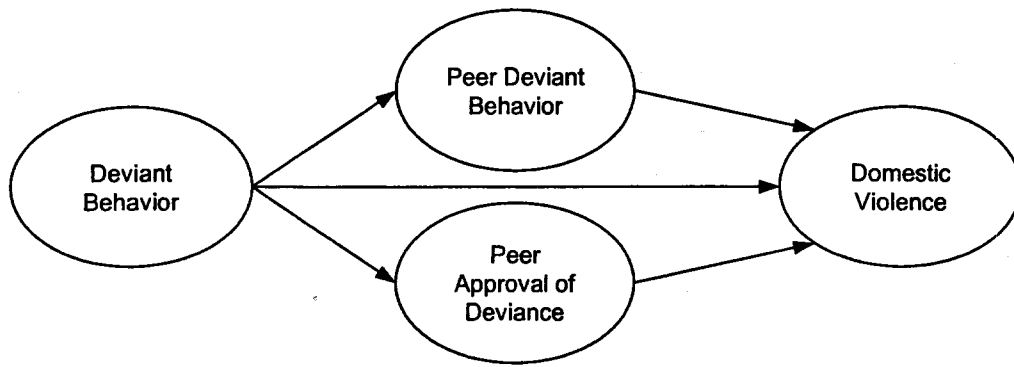 Peer Deviant
Behavior
Deviant
Behavior
Domestic
Violence
Peer
Approval of
Deviance